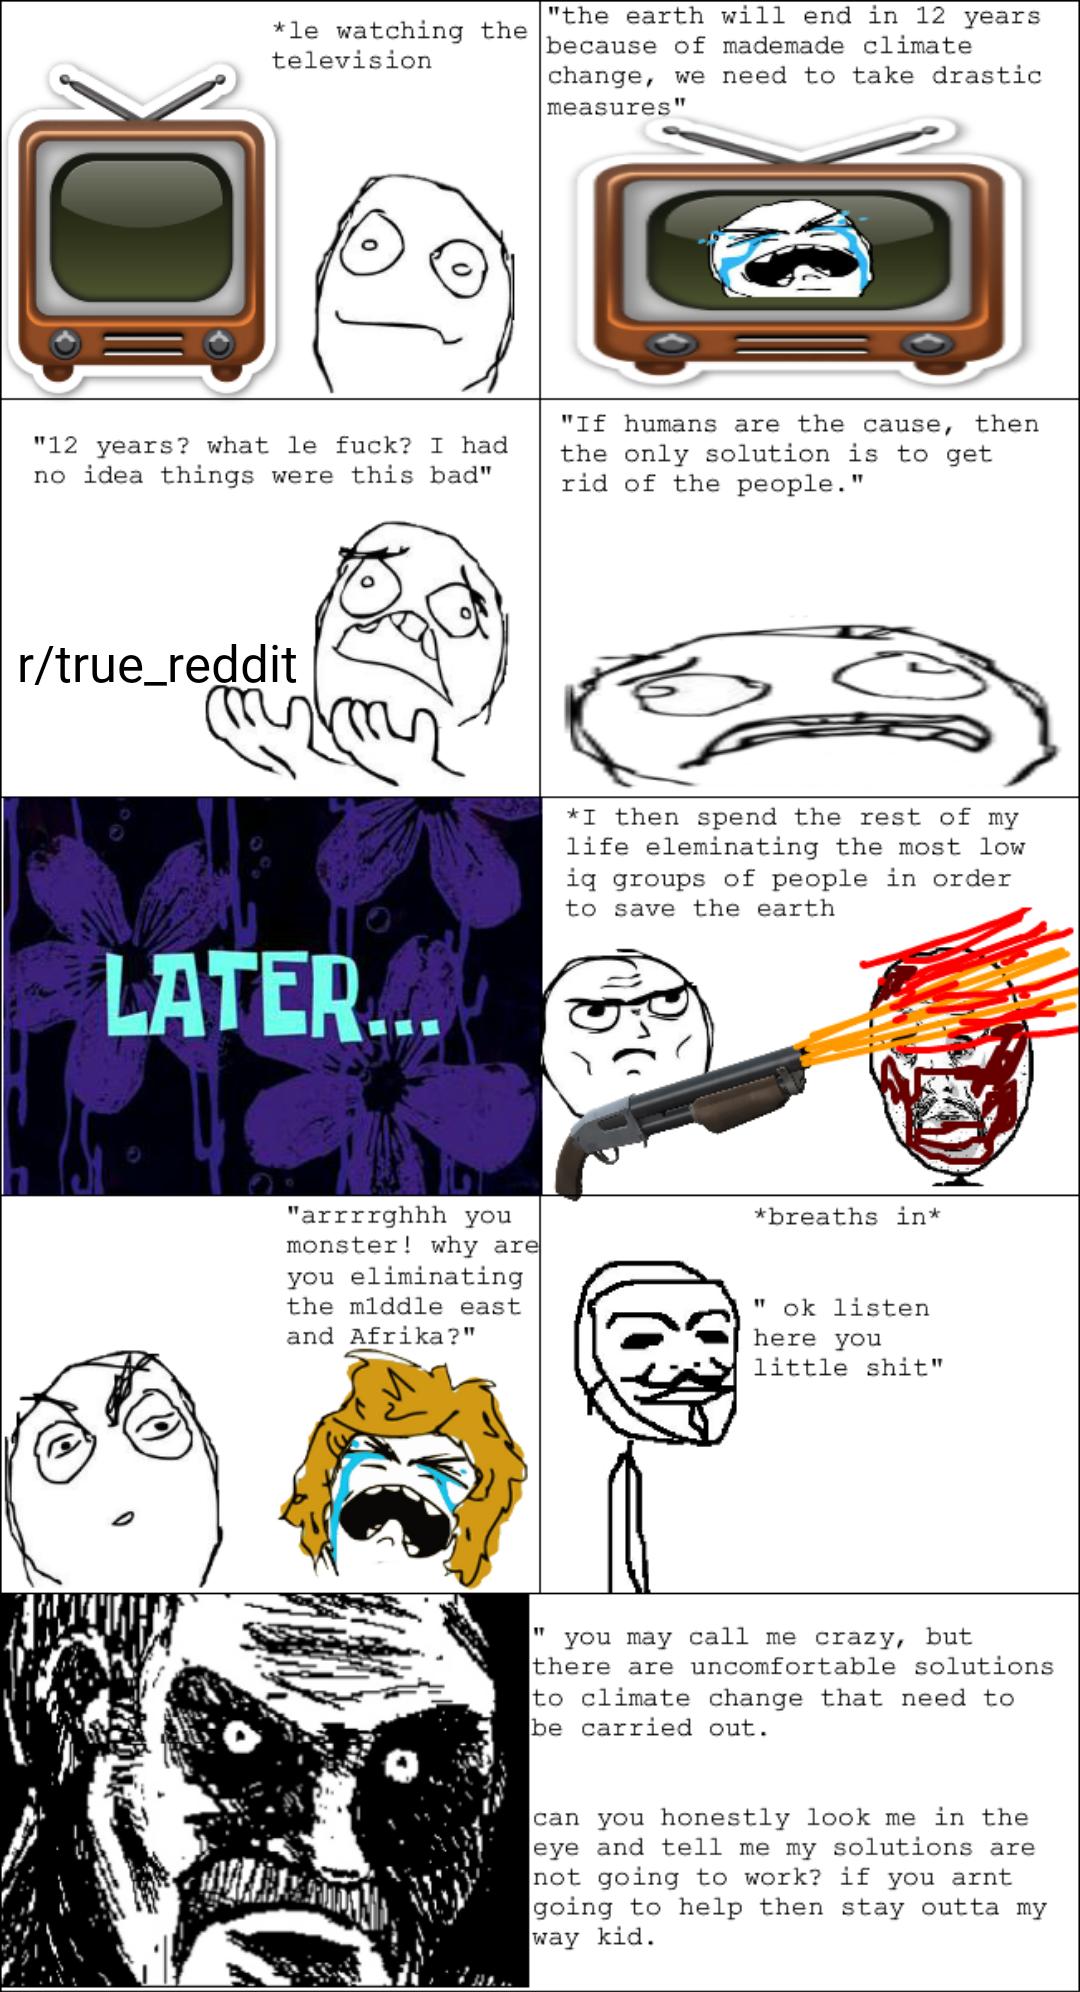 *le watching the
television
"the earth will end in 12 years
because of mademade climate
change, we need to take drastic
measures"
"12 years? what le fuck? I had
no idea things were this bad"
r/true_reddit
"If humans are the cause, then
the only solution is to get
rid of the people."
LATER...
*I then spend the rest of my
life eleminating the most low
iq groups of people in order
to save the earth
"arrrrghhh you
monster! why are
you eliminating
the m1ddle east
and Afrika?"
*breaths in*
" ok listen
here you
little shit"
" you may call me crazy, but
there are uncomfortable solutions
to climate change that need to
be carried out.
can you honestly look me in the
eye and tell me my solutions are
not going to work? if you arnt
going to help then stay outta my
way kid.